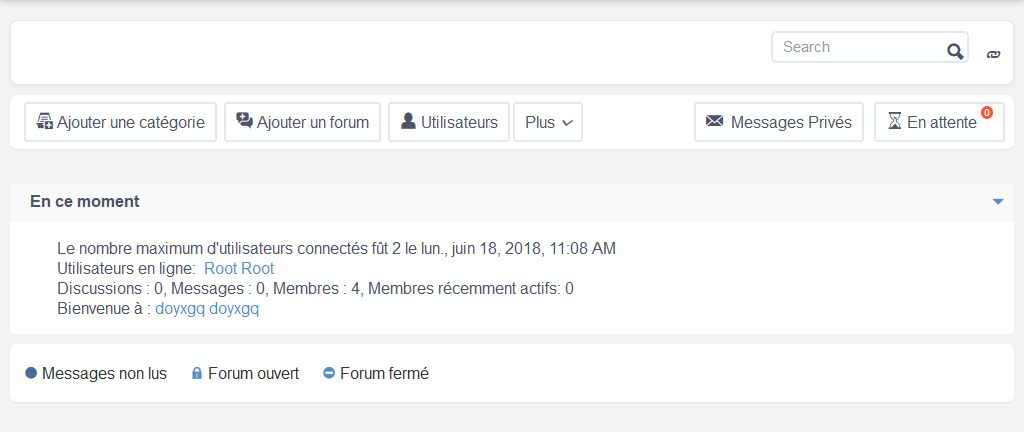 Search
Ajouter une catégorie Ajouter un forum Utilisateurs Plus Messages Privés En attente 0
En ce moment
Le nombre maximum d'utilisateurs connectés fût 2 le lun., juin 18, 2018, 11:08 AM
Utilisateurs en ligne: Root Root
Discussions : 0, Messages : 0, Membres : 4, Membres récemment actifs: 0
Bienvenue à : doyxgq doyxgq
Messages non lus Forum ouvert Forum fermé